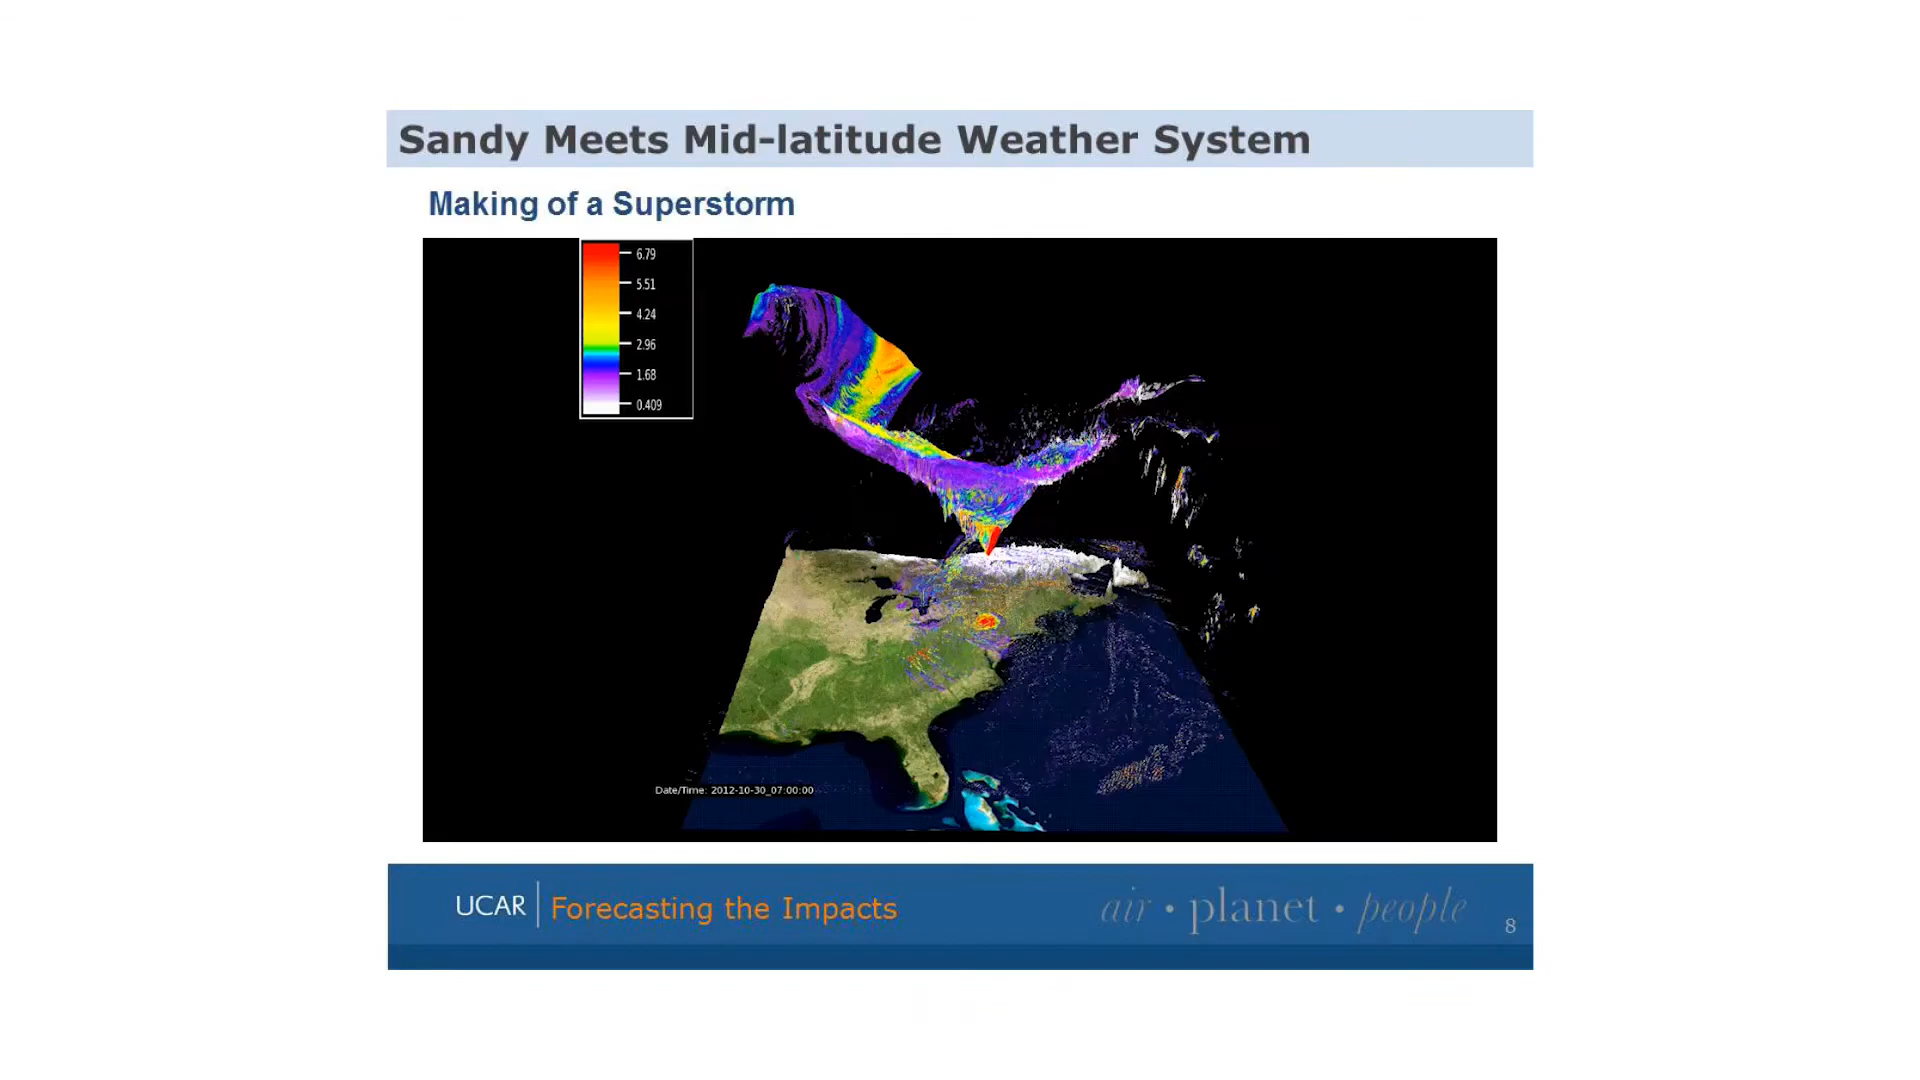 Sandy Meets Mid-latitude Weather System
Making of a Superstorm
6.79
5.51
4.24
2.96
1.68
0.409
Date/Time: 2012-10-30_07:00:00
UCAR Forecasting the Impacts
air • planet • people
8